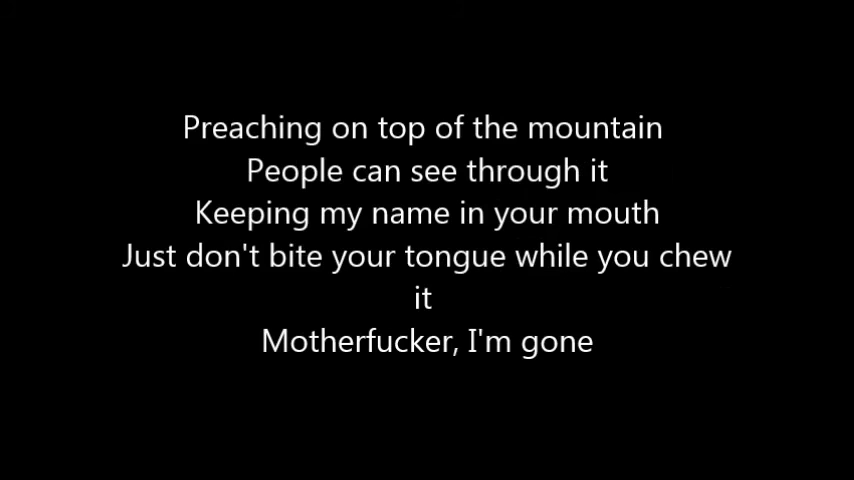 Preaching on top of the mountain
People can see through it
Keeping my name in your mouth
Just don't bite your tongue while you chew
it
Motherfucker, I'm gone